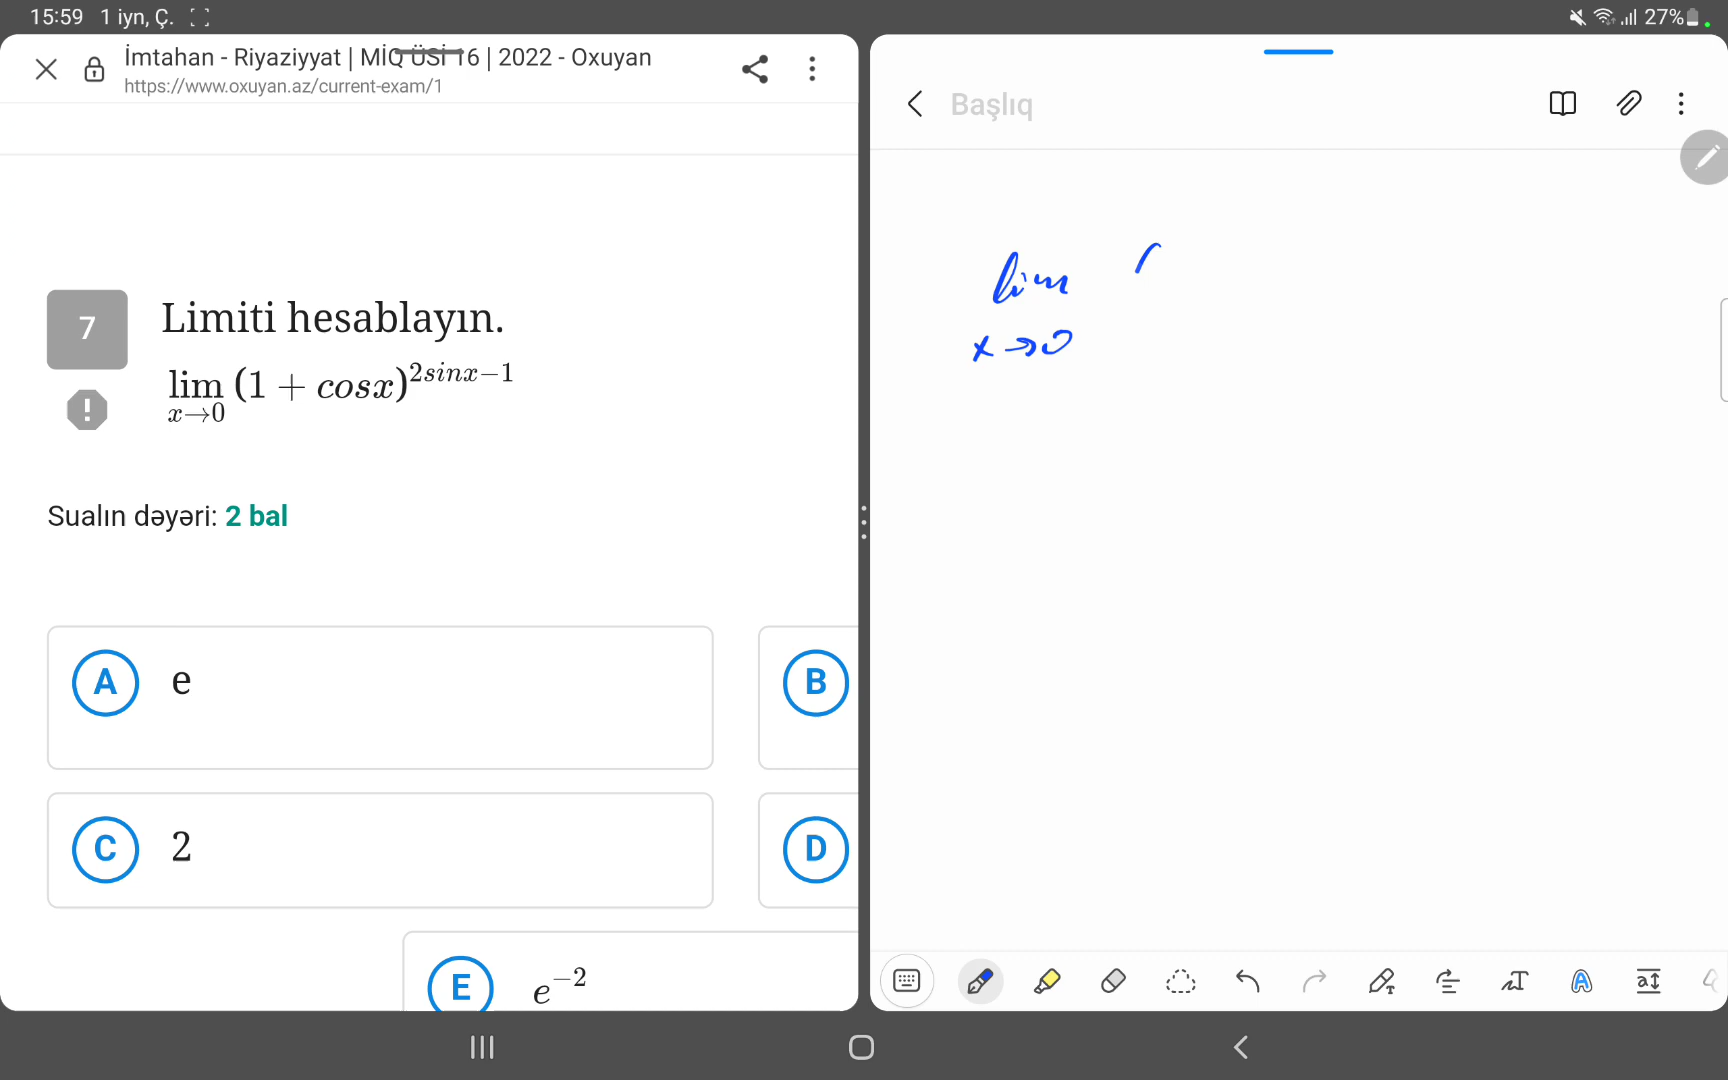 15:59 1 iyn, Ç. 27%
İmtahan - Riyaziyyat | MİQ ÜSİ 16 | 2022 - Oxuyan
https://www.oxuyan.az/current-exam/1
Başlıq
7
Limiti hesablayın.
lim (1 + cosx)^{2sinx−1}
x→0
Sualın dəyəri: 2 bal
A e
B
C 2
D
E e^{−2}
lim (
x→0